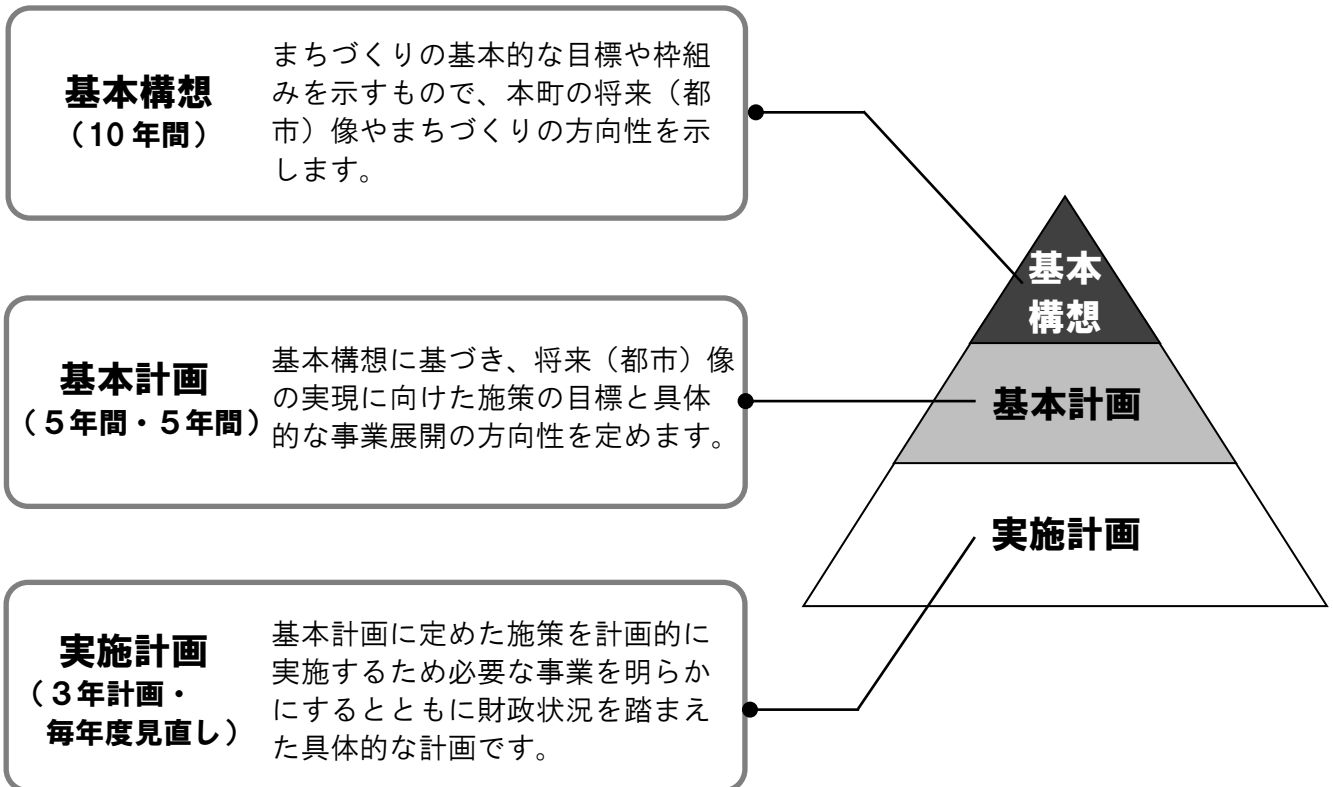 基本構想
（10年間）
まちづくりの基本的な目標や枠組
みを示すもので、本町の将来（都
市）像やまちづくりの方向性を示
します。
基本計画
（５年間・５年間）
基本構想に基づき、将来（都市）像
の実現に向けた施策の目標と具体
的な事業展開の方向性を定めます。
実施計画
（３年計画・
毎年度見直し）
基本計画に定めた施策を計画的に
実施するため必要な事業を明らか
にするとともに財政状況を踏まえ
た具体的な計画です。
基本
構想
基本計画
実施計画